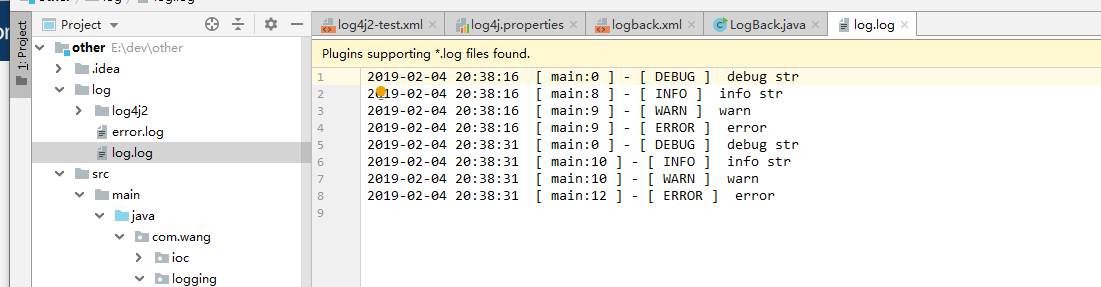 Project
log4j2-test.xml
log4j.properties
logback.xml
LogBack.java
log.log
1: Project
other E:\dev\other
.idea
log
log4j2
error.log
log.log
src
main
java
com.wang
ioc
logging
Plugins supporting *.log files found.
1 2019-02-04 20:38:16 [ main:0 ] - [ DEBUG ] debug str
2 2019-02-04 20:38:16 [ main:8 ] - [ INFO ] info str
3 2019-02-04 20:38:16 [ main:9 ] - [ WARN ] warn
4 2019-02-04 20:38:16 [ main:9 ] - [ ERROR ] error
5 2019-02-04 20:38:31 [ main:0 ] - [ DEBUG ] debug str
6 2019-02-04 20:38:31 [ main:10 ] - [ INFO ] info str
7 2019-02-04 20:38:31 [ main:10 ] - [ WARN ] warn
8 2019-02-04 20:38:31 [ main:12 ] - [ ERROR ] error
9